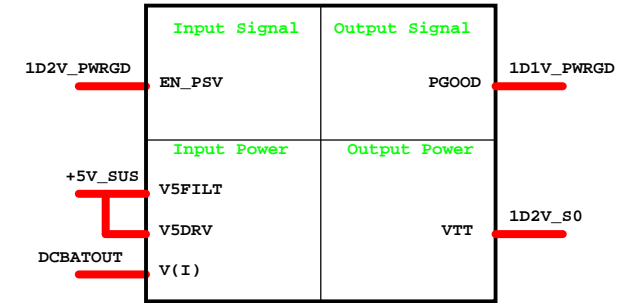 Input Signal Output Signal
1D2V_PWRGD EN_PSV PGOOD 1D1V_PWRGD
Input Power Output Power
+5V_SUS V5FILT
V5DRV VTT 1D2V_S0
DCBATOUT V(I)